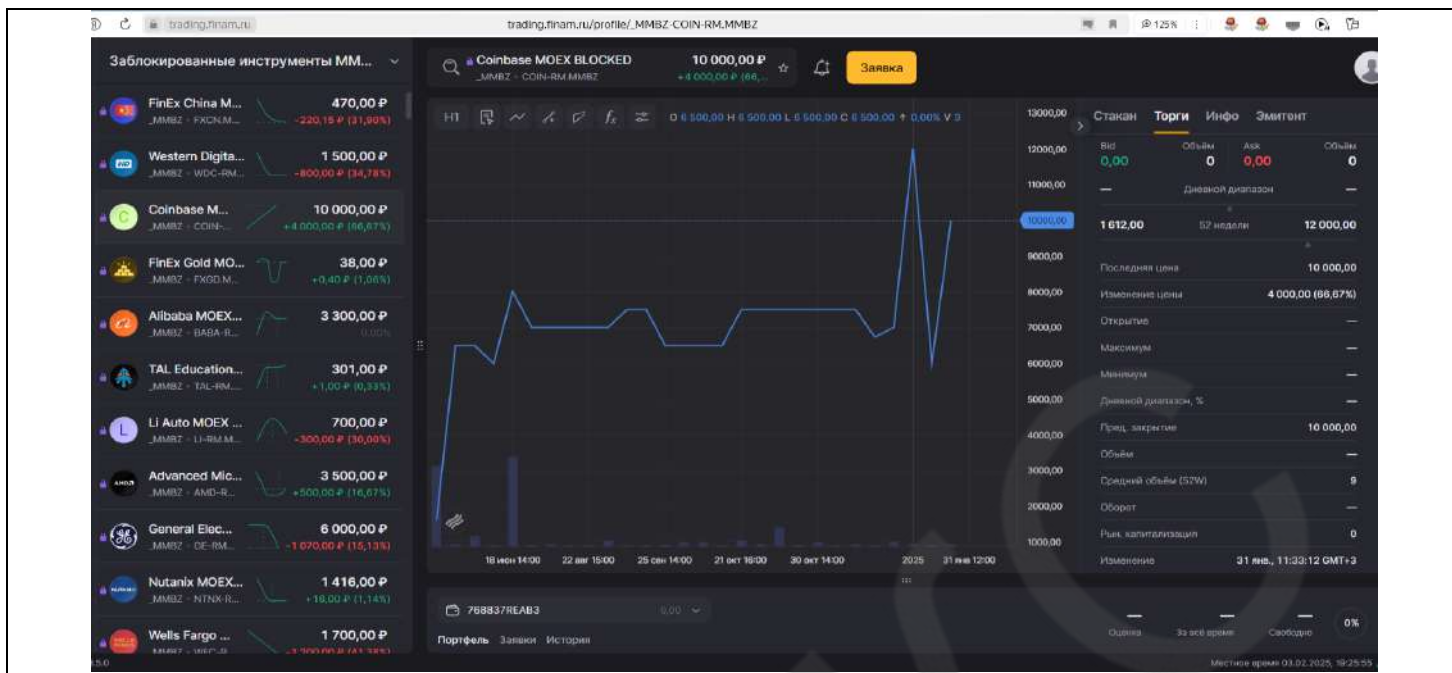 trading.finam.ru
trading.finam.ru/profile/_MMBZ-COIN-RM.MMBZ
125%
Заблокированные инструменты MM...
Coinbase MOEX BLOCKED
_MMBZ - COIN-RM.MMBZ
10 000,00 ₽
+4 000,00 ₽ (66,...
Заявка
FinEx China M...
470,00 ₽
_MMBZ - FXCN.M...
-220,15 ₽ (31,90%)
Western Digita...
1 500,00 ₽
_MMBZ - WDC-RM...
-800,00 ₽ (34,78%)
C
Coinbase M...
10 000,00 ₽
_MMBZ - COIN-...
+4 000,00 ₽ (66,67%)
FinEx Gold MO...
38,00 ₽
_MMBZ - FXGD.M...
+0,40 ₽ (1,06%)
Alibaba MOEX...
3 300,00 ₽
_MMBZ - BABA-R...
0,00%
TAL Education...
301,00 ₽
_MMBZ - TAL-RM....
+1,00 ₽ (0,33%)
L
Li Auto MOEX ...
700,00 ₽
_MMBZ - LI-RM.M...
-300,00 ₽ (30,00%)
AMD
Advanced Mic...
3 500,00 ₽
_MMBZ - AMD-R...
+500,00 ₽ (16,67%)
General Elec...
6 000,00 ₽
_MMBZ - GE-RM...
-1 070,00 ₽ (15,13%)
Nutanix MOEX...
1 416,00 ₽
_MMBZ - NTNX-R...
+16,00 ₽ (1,14%)
Wells Fargo ...
1 700,00 ₽
_MMBZ - WFC-R...
-1 200,00 ₽ (41,38%)
H1
O 6 500,00 H 6 500,00 L 6 500,00 C 6 500,00 0,00% V
13000,00
12000,00
11000,00
10000,00
9000,00
8000,00
7000,00
6000,00
5000,00
4000,00
3000,00
2000,00
1000,00
18 июн 14:00 22 авг 15:00 25 сен 14:00 21 окт 16:00 30 окт 14:00 2025 31 янв 12:00
Стакан Торги Инфо Эмитент
Bid Объём Ask Объём
0,00 0 0,00 0
— Дневной диапазон —
1 612,00 52 недели 12 000,00
Последняя цена 10 000,00
Изменение цены 4 000,00 (66,67%)
Открытие —
Максимум —
Минимум —
Дневной диапазон, % —
Пред. закрытие 10 000,00
Объём —
Средний объём (52W) 9
Оборот —
Рын. капитализация 0
Изменение 31 янв., 11:33:12 GMT+3
768837REAB3 0,00
Портфель Заявки История
— — — 0%
Оценка За всё время Свободно
Местное время 03.02.2025, 19:25:55